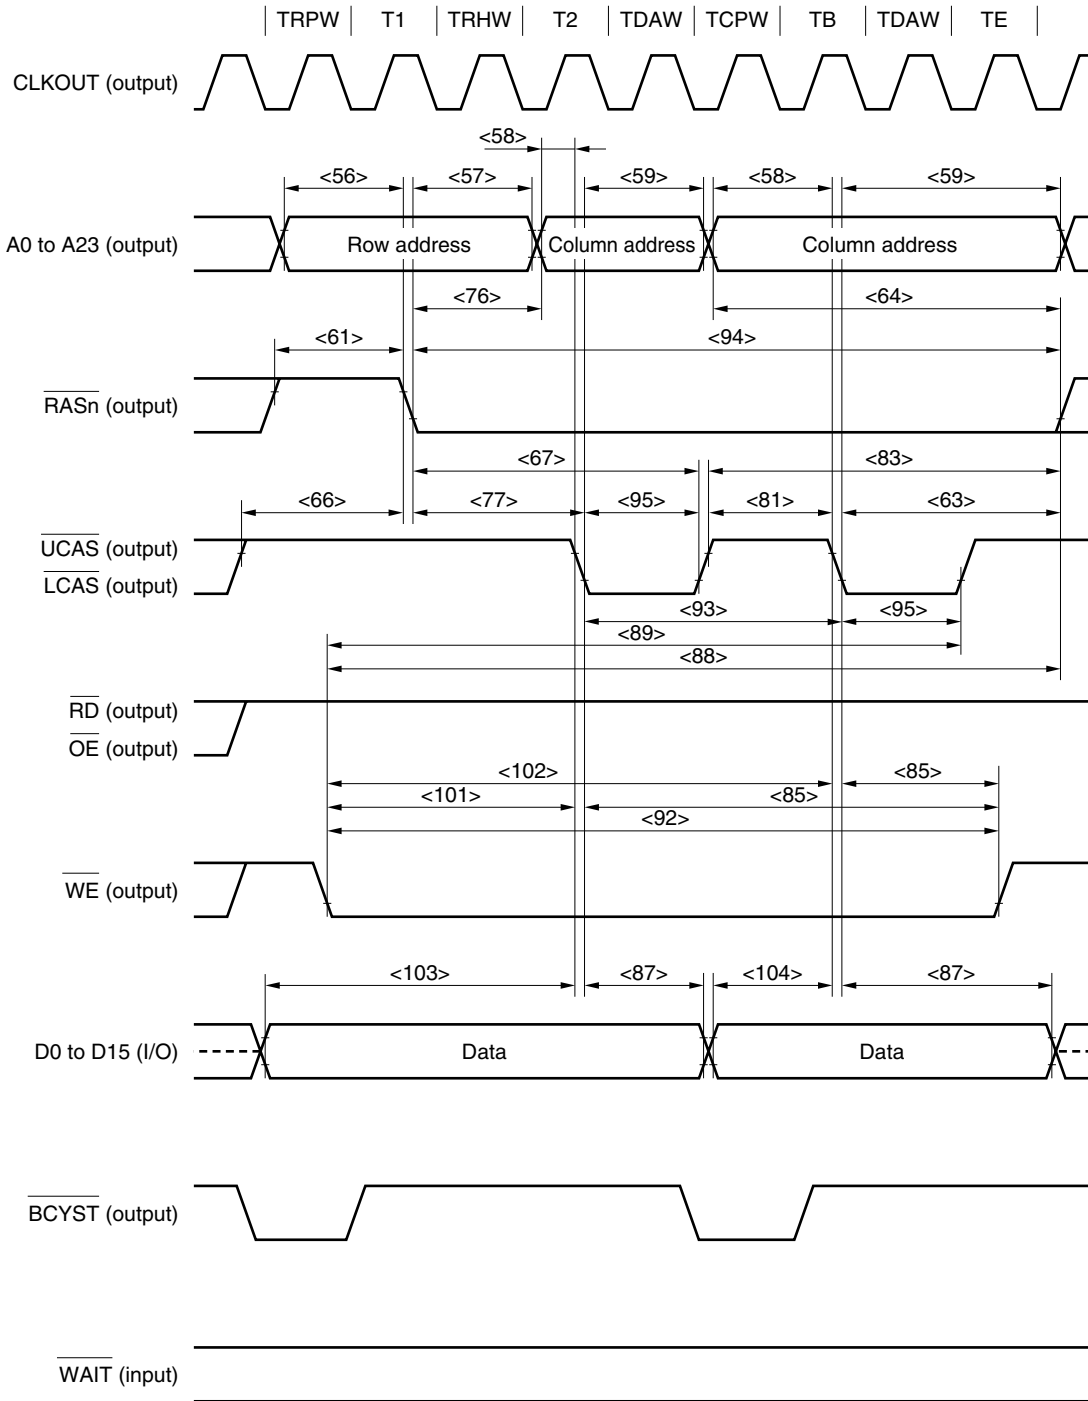 TRPW T1 TRHW T2 TDAW TCPW TB TDAW TE
CLKOUT (output)
<58>
<56> <57> <59> <58> <59>
A0 to A23 (output) Row address Column address Column address
<76> <64>
<61> <94>
RASn (output)
<67> <83>
<66> <77> <95> <81> <63>
UCAS (output)
LCAS (output)
<93> <95>
<89>
<88>
RD (output)
OE (output)
<102> <85>
<101> <85>
<92>
WE (output)
<103> <87> <104> <87>
D0 to D15 (I/O) Data Data
BCYST (output)
WAIT (input)